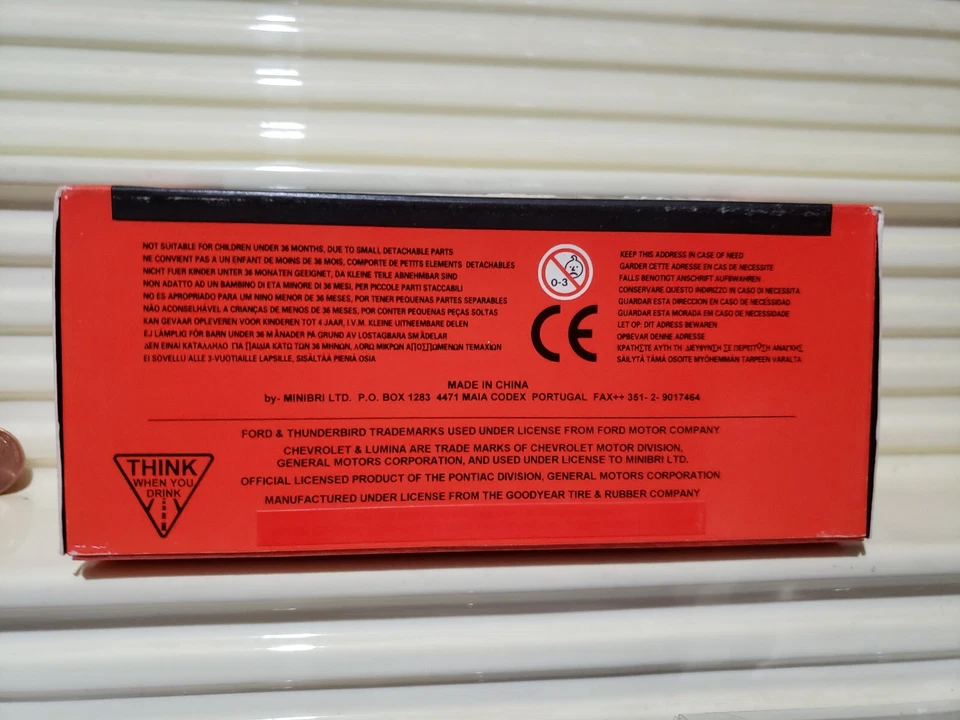 NOT SUITABLE FOR CHILDREN UNDER 36 MONTHS, DUE TO SMALL DETACHABLE PARTS
NE CONVIENT PAS A UN ENFANT DE MOINS DE 36 MOIS, COMPORTE DE PETITS ELEMENTS DETACHABLES
NICHT FUER KINDER UNTER 36 MONATEN GEEIGNET, DA KLEINE TEILE ABNEHMBAR SIND
NON ADATTO AD UN BAMBINO DI ETA MINORE DI 36 MESI, PER PICCOLE PARTI STACCABILI
NO ES APROPRIADO PARA UM NINO MENOR DE 36 MESES, POR TENER PEQUENAS PARTES SEPARABLES
NÃO ACONSELHÁVEL A CRIANÇAS DE MENOS DE 36 MESES, POR CONTER PEQUENAS PEÇAS SOLTAS
KAN GEVAAR OPLEVEREN VOOR KINDEREN TOT 4 JAAR, I.V.M. KLEINE UITNEEMBARE DELEN
EJ LÄMPLIG FÖR BARN UNDER 36 MÅNADER PÅ GRUND AV LOSTAGBARA SMÅDELAR
ΔΕΝ ΕΙΝΑΙ ΚΑΤΑΛΛΗΛΟ ΓΙΑ ΠΑΙΔΙΑ ΚΑΤΩ ΤΩΝ 36 ΜΗΝΩΝ, ΛΟΓΩ ΜΙΚΡΩΝ ΑΠΟΣΠΩΜΕΝΩΝ ΤΕΜΑΧΙΩΝ
EI SOVELLU ALLE 3-VUOTIAILLE LAPSILLE, SISÄLTÄÄ PIENIÄ OSIA
0-3
CE
KEEP THIS ADDRESS IN CASE OF NEED
GARDER CETTE ADRESSE EN CAS DE NECESSITE
FALLS BENOTIGT ANSCHRIFT AUFBWAHREN
CONSERVARE QUESTO INDIRIZZO IN CASO DI NECESSITA
GUARDAR ESTA DIRECCION EN CASO DE NECESSIDAD
GUARDAR ESTA MORADA EM CASO DE NECESSIDADE
LET OP: DIT ADRESS BEWAREN
OPBEVAR DENNE ADRESSE
ΚΡΑΤΗΣΤΕ ΑΥΤΗ ΤΗ ΔΙΕΥΘΥΝΣΗ ΣΕ ΠΕΡΙΠΤΩΣΗ ΑΝΑΓΚΗΣ
SÄILYTÄ TÄMÄ OSOITE MYÖHEMMÄN TARPEEN VARALTA
MADE IN CHINA
by- MINIBRI LTD. P.O. BOX 1283 4471 MAIA CODEX PORTUGAL FAX++ 351- 2- 9017464
FORD & THUNDERBIRD TRADEMARKS USED UNDER LICENSE FROM FORD MOTOR COMPANY
CHEVROLET & LUMINA ARE TRADE MARKS OF CHEVROLET MOTOR DIVISION,
GENERAL MOTORS CORPORATION, AND USED UNDER LICENSE TO MINIBRI LTD.
OFFICIAL LICENSED PRODUCT OF THE PONTIAC DIVISION, GENERAL MOTORS CORPORATION
MANUFACTURED UNDER LICENSE FROM THE GOODYEAR TIRE & RUBBER COMPANY
THINK
WHEN YOU
DRINK